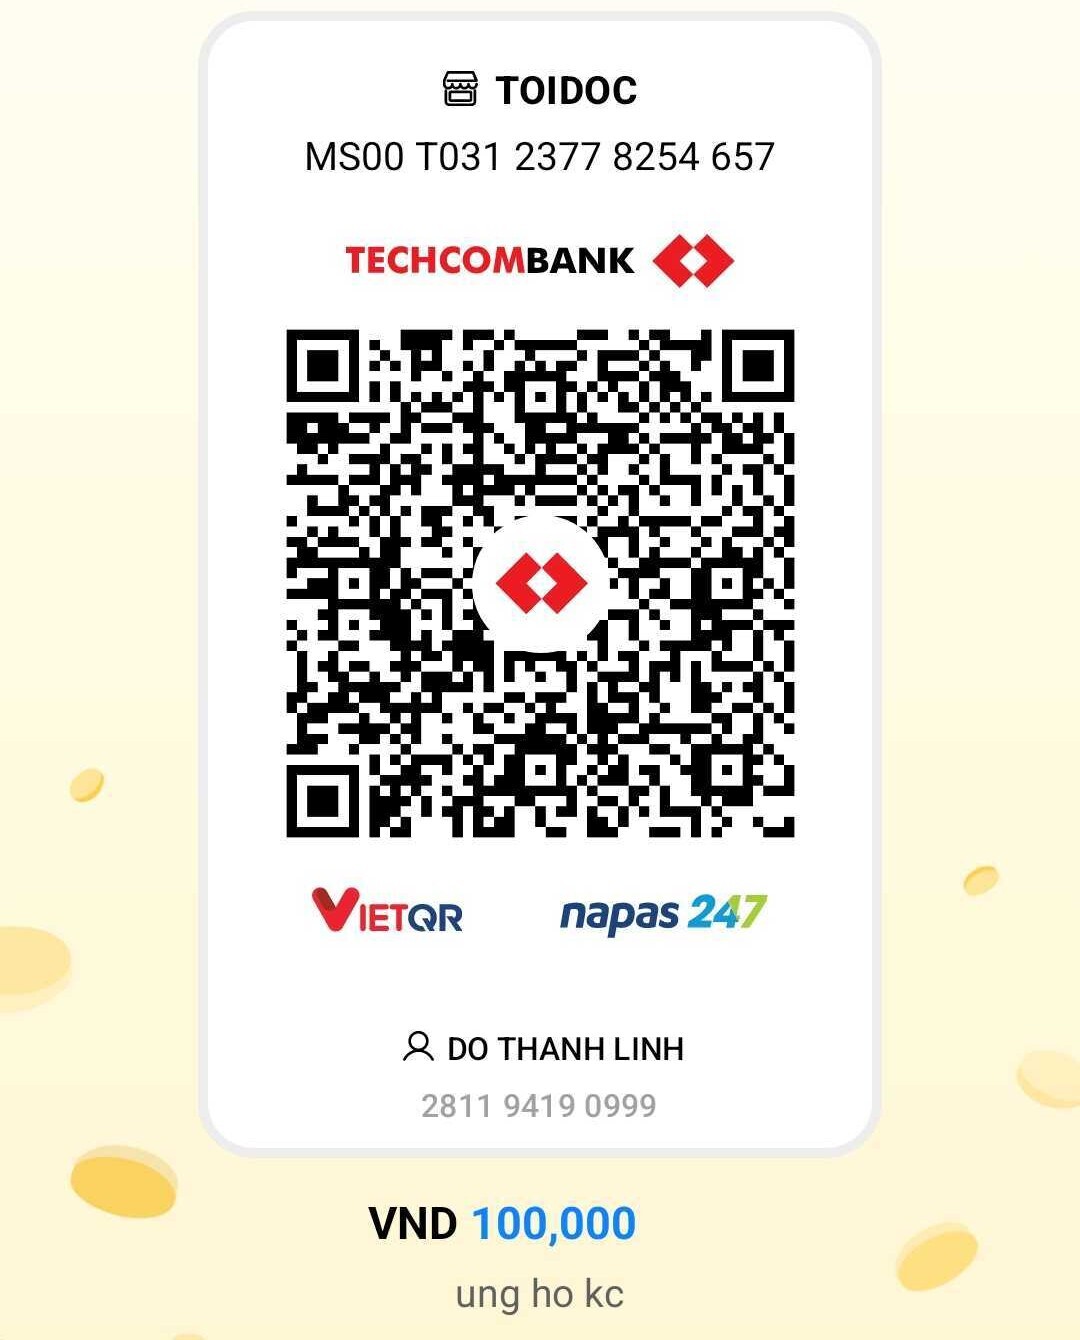 TOIDOC
MS00 T031 2377 8254 657
TECHCOMBANK
VIETQR
napas 247
DO THANH LINH
2811 9419 0999
VND 100,000
ung ho kc